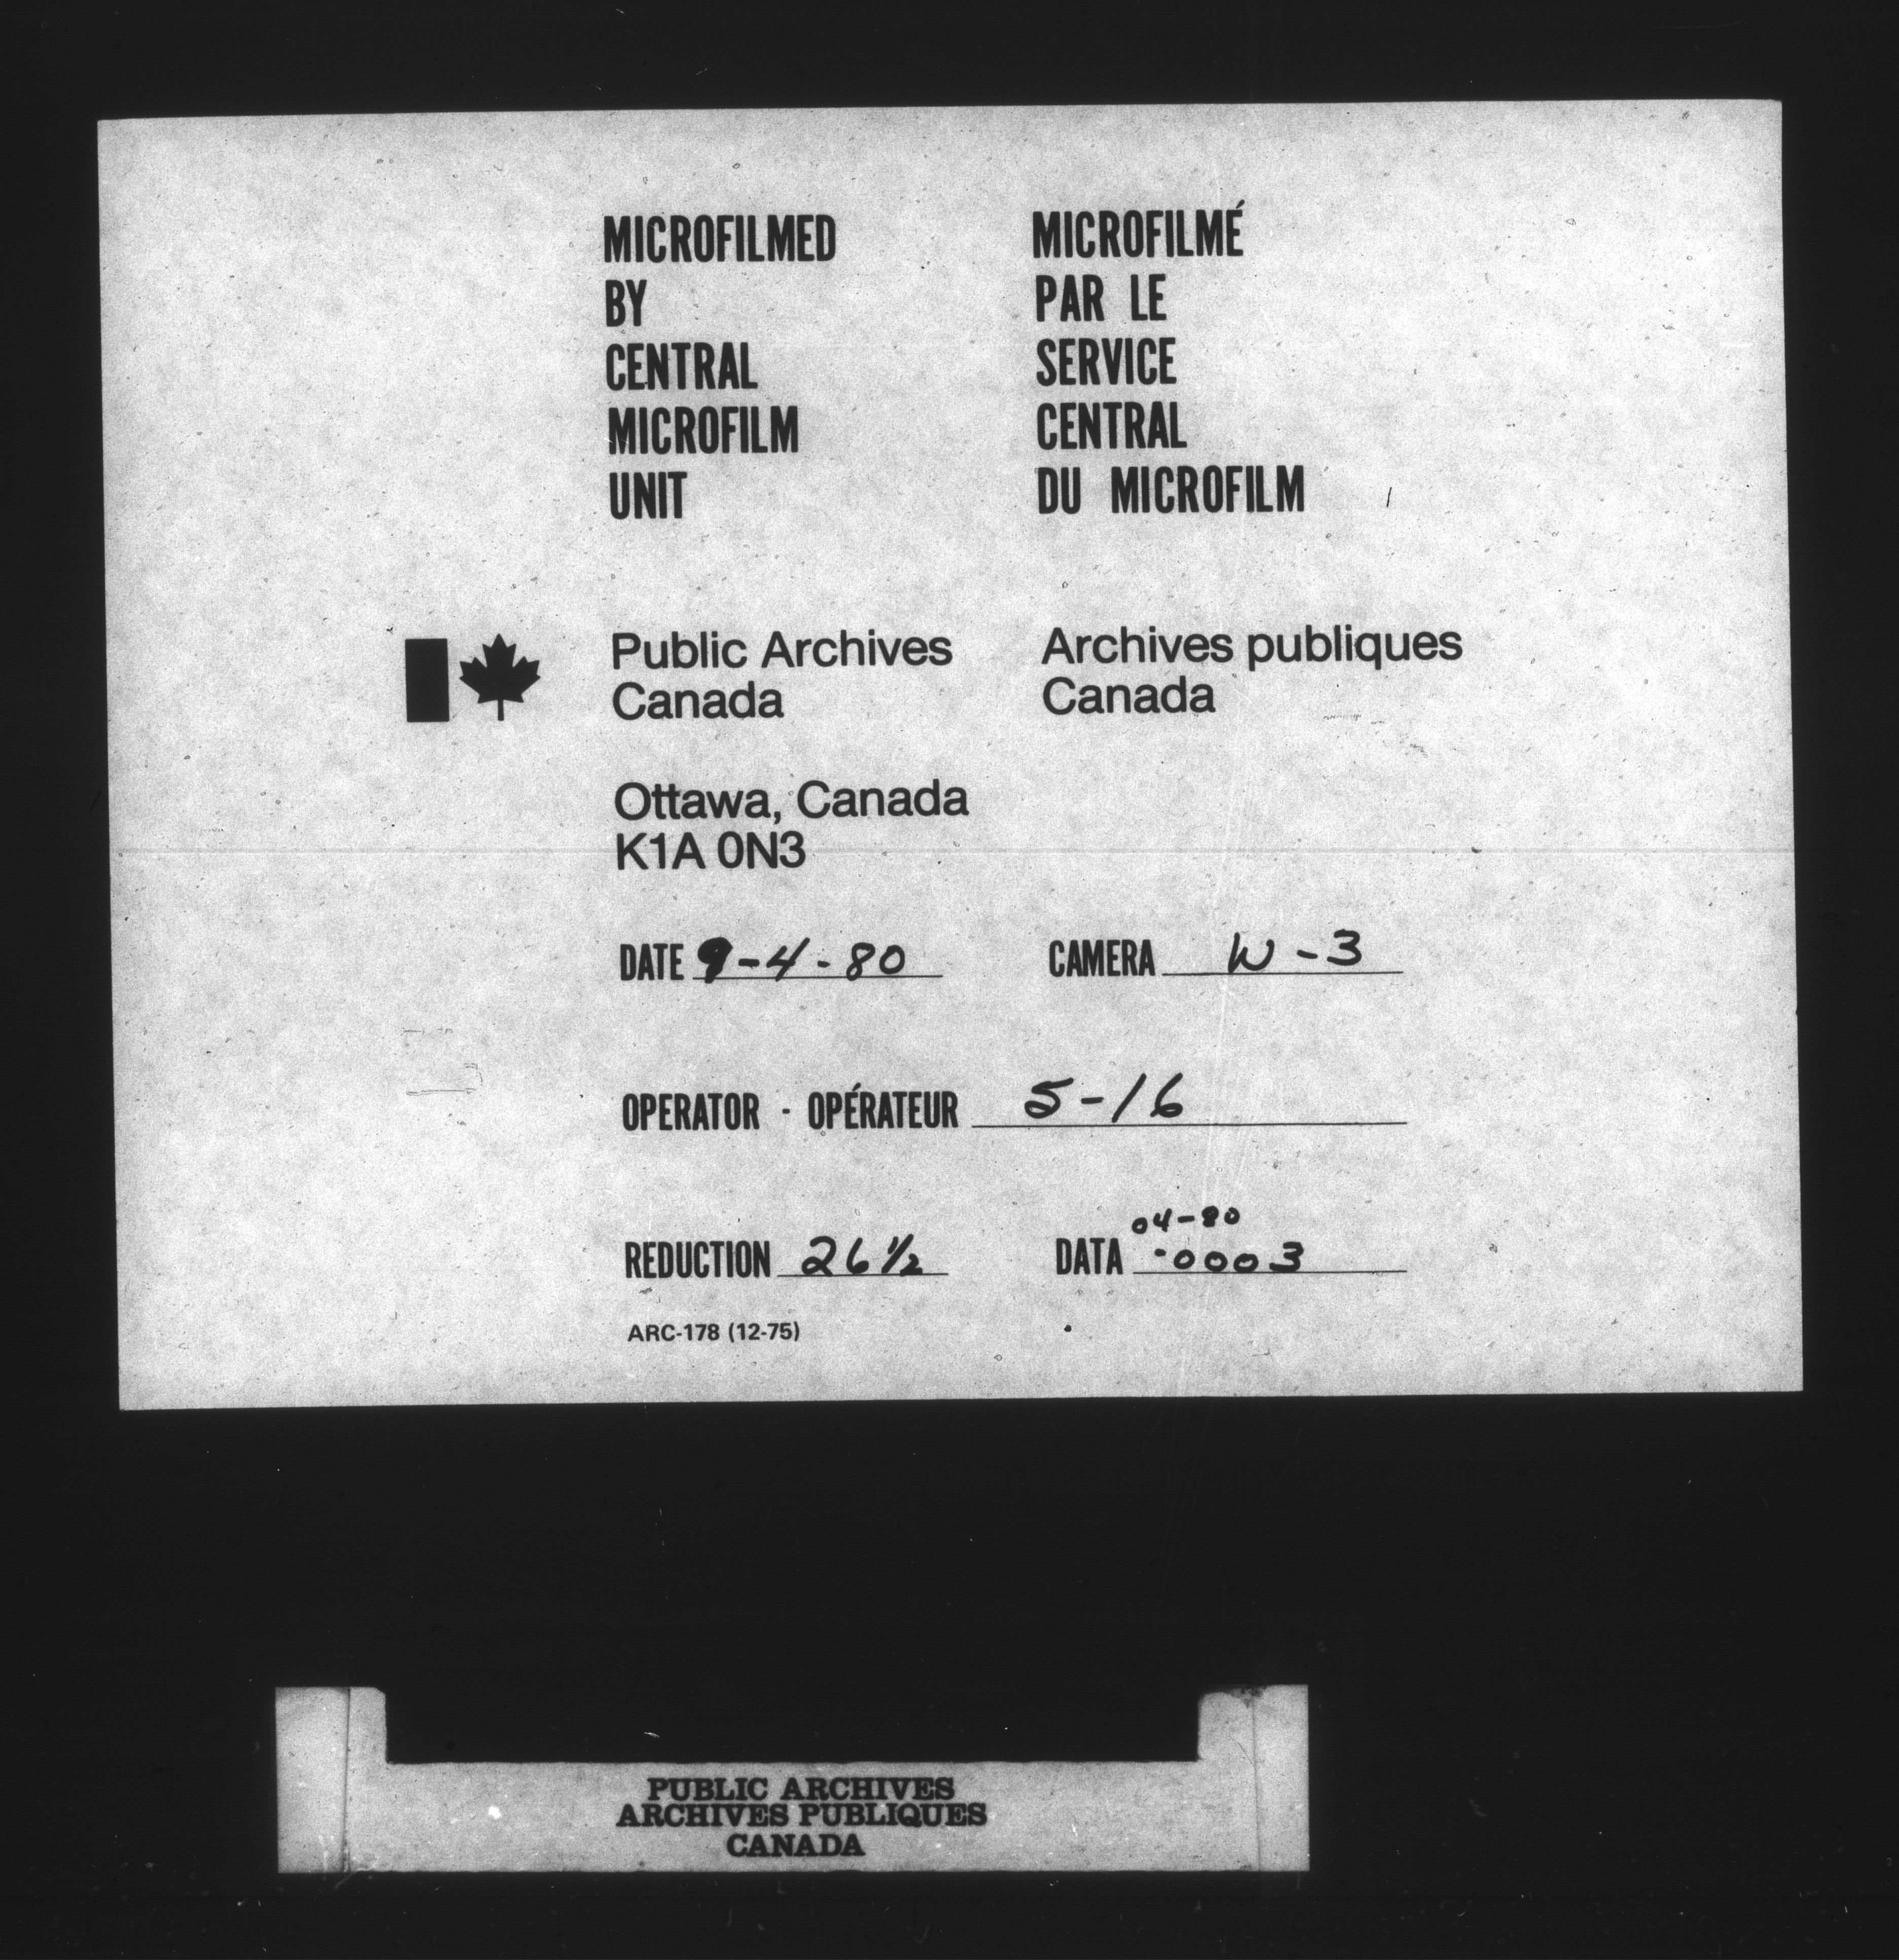 MICROFILMED
BY
CENTRAL
MICROFILM
UNIT
MICROFILMÉ
PAR LE
SERVICE
CENTRAL
DU MICROFILM
Public Archives
Canada
Archives publiques
Canada
Ottawa, Canada
K1A 0N3
DATE 9-4-80
CAMERA W-3
OPERATOR - OPÉRATEUR 5-16
04-80
REDUCTION 26 1/2
DATA -0003
ARC-178 (12-75)
PUBLIC ARCHIVES
ARCHIVES PUBLIQUES
CANADA